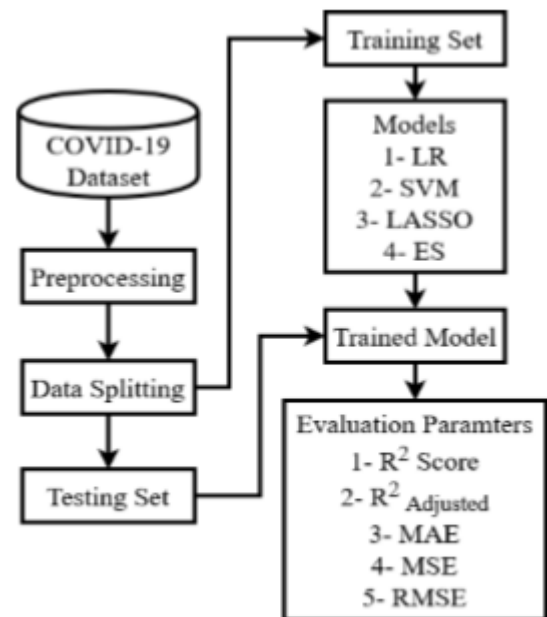 COVID-19
Dataset
Preprocessing
Data Splitting
Testing Set
Training Set
Models
1- LR
2- SVM
3- LASSO
4- ES
Trained Model
Evaluation Paramters
1- R² Score
2- R² Adjusted
3- MAE
4- MSE
5- RMSE